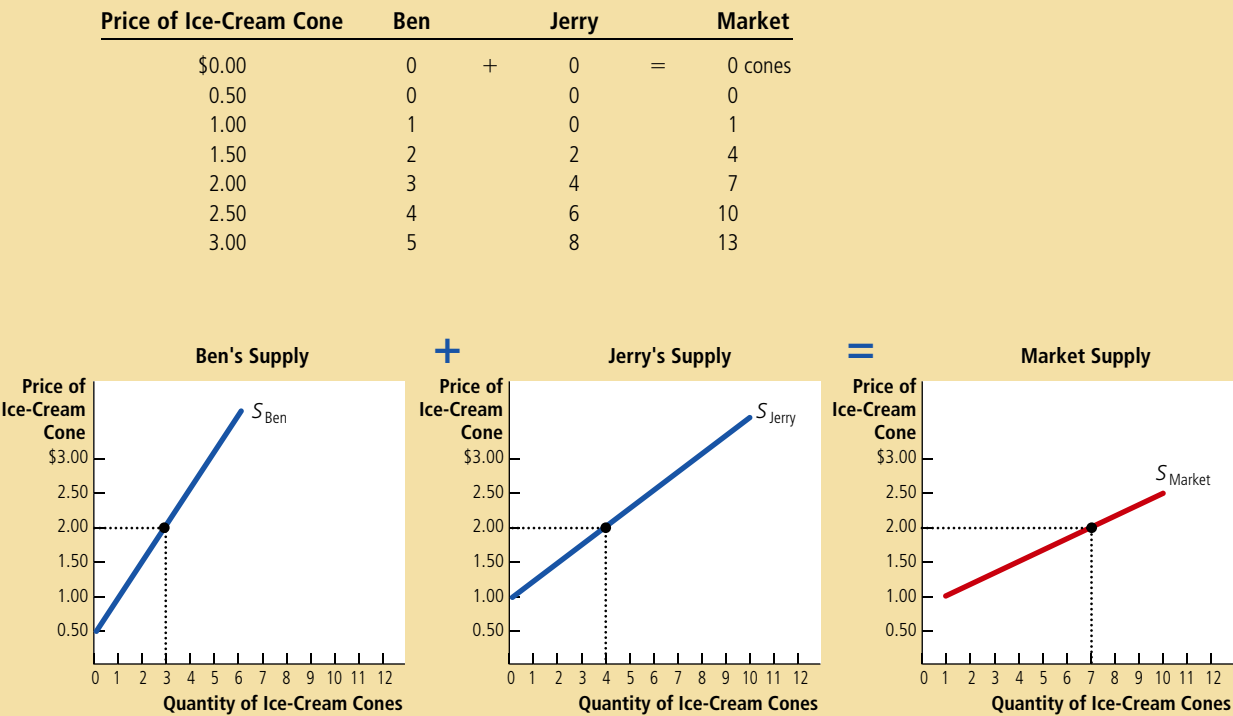 Price of Ice-Cream Cone Ben Jerry Market
$0.00 0 + 0 = 0 cones
0.50 0 0 0
1.00 1 0 1
1.50 2 2 4
2.00 3 4 7
2.50 4 6 10
3.00 5 8 13
Ben's Supply + Jerry's Supply = Market Supply
Price of
Ice-Cream
Cone
$3.00
2.50
2.00
1.50
1.00
0.50
S Ben
0 1 2 3 4 5 6 7 8 9 10 11 12
Quantity of Ice-Cream Cones
Price of
Ice-Cream
Cone
$3.00
2.50
2.00
1.50
1.00
0.50
S Jerry
0 1 2 3 4 5 6 7 8 9 10 11 12
Quantity of Ice-Cream Cones
Price of
Ice-Cream
Cone
$3.00
2.50
2.00
1.50
1.00
0.50
S Market
0 1 2 3 4 5 6 7 8 9 10 11 12
Quantity of Ice-Cream Cones